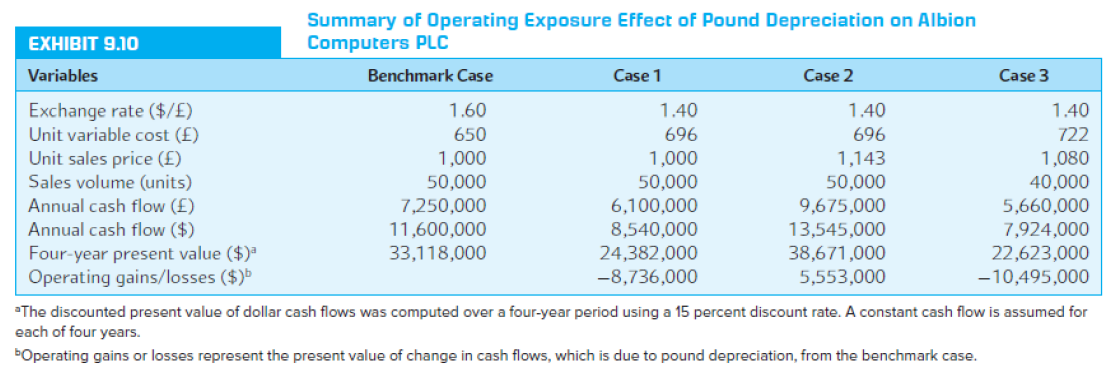 Summary of Operating Exposure Effect of Pound Depreciation on Albion
EXHIBIT 9.10 Computers PLC
Variables Benchmark Case Case 1 Case 2 Case 3
Exchange rate ($/£) 1.60 1.40 1.40 1.40
Unit variable cost (£) 650 696 696 722
Unit sales price (£) 1,000 1,000 1,143 1,080
Sales volume (units) 50,000 50,000 50,000 40,000
Annual cash flow (£) 7,250,000 6,100,000 9,675,000 5,660,000
Annual cash flow ($) 11,600,000 8,540,000 13,545,000 7,924,000
Four-year present value ($)ᵃ 33,118,000 24,382,000 38,671,000 22,623,000
Operating gains/losses ($)ᵇ −8,736,000 5,553,000 −10,495,000
ᵃThe discounted present value of dollar cash flows was computed over a four-year period using a 15 percent discount rate. A constant cash flow is assumed for
each of four years.
ᵇOperating gains or losses represent the present value of change in cash flows, which is due to pound depreciation, from the benchmark case.